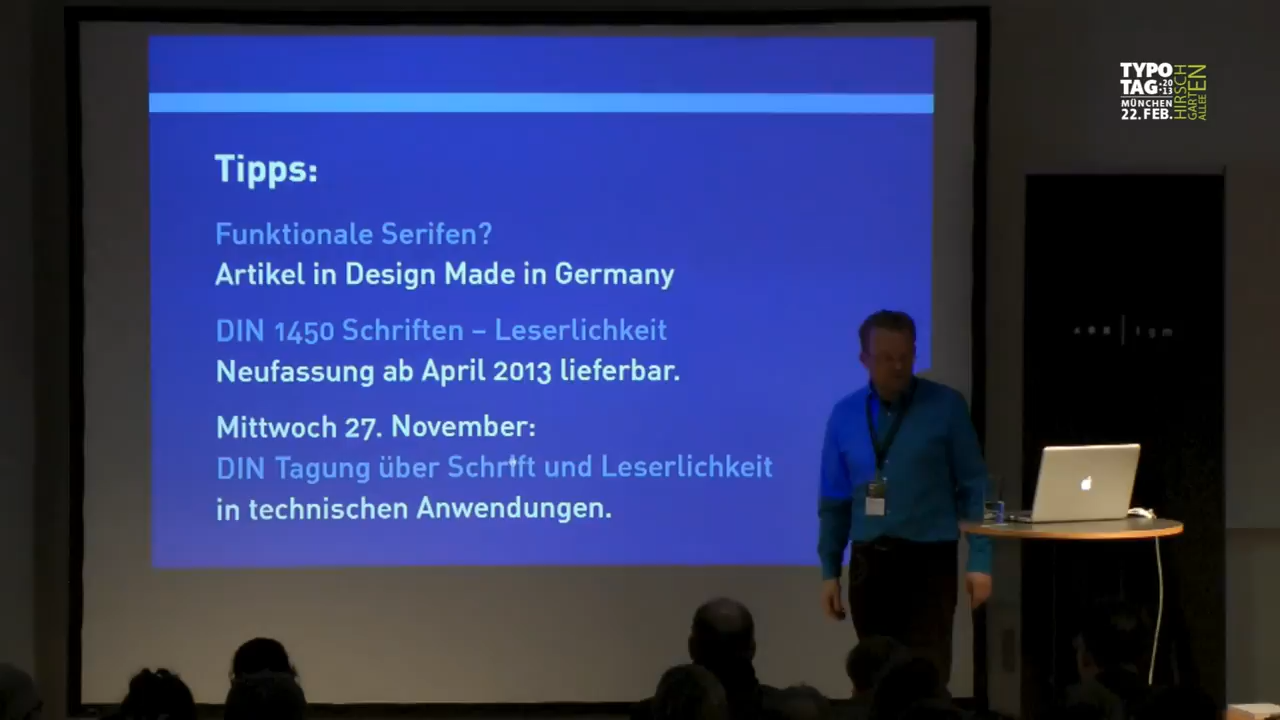 Tipps:
Funktionale Serifen?
Artikel in Design Made in Germany
DIN 1450 Schriften – Leserlichkeit
Neufassung ab April 2013 lieferbar.
Mittwoch 27. November:
DIN Tagung über Schrift und Leserlichkeit
in technischen Anwendungen.
TYPO
TAG:2013
MÜNCHEN
22. FEB.
HIRSCH
GARTEN
ALLEE